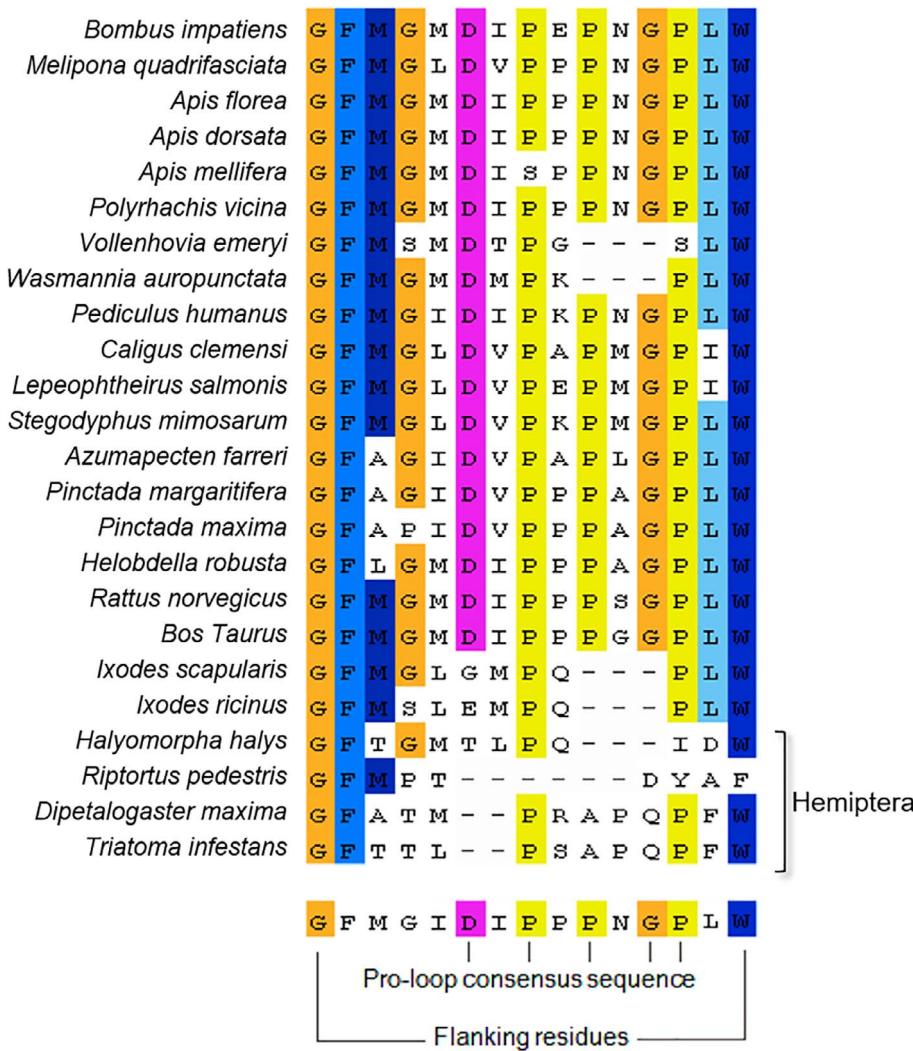 Bombus impatiens G F M G M D I P E P N G P L W
Melipona quadrifasciata G F M G L D V P P P N G P L W
Apis florea G F M G M D I P P P N G P L W
Apis dorsata G F M G M D I P P P N G P L W
Apis mellifera G F M G M D I S P P N G P L W
Polyrhachis vicina G F M G M D I P P P N G P L W
Vollenhovia emeryi G F M S M D T P G - - - S L W
Wasmannia auropunctata G F M G M D M P K - - - P L W
Pediculus humanus G F M G I D I P K P N G P L W
Caligus clemensi G F M G L D V P A P M G P I W
Lepeophtheirus salmonis G F M G L D V P E P M G P I W
Stegodyphus mimosarum G F M G L D V P K P M G P L W
Azumapecten farreri G F A G I D V P A P L G P L W
Pinctada margaritifera G F A G I D V P P P A G P L W
Pinctada maxima G F A P I D V P P P A G P L W
Helobdella robusta G F L G M D I P P P A G P L W
Rattus norvegicus G F M G M D I P P P S G P L W
Bos Taurus G F M G M D I P P P G G P L W
Ixodes scapularis G F M G L G M P Q - - - P L W
Ixodes ricinus G F M S L E M P Q - - - P L W
Halyomorpha halys G F T G M T L P Q - - - I D W
Riptortus pedestris G F M P T - - - - - - D Y A F
Dipetalogaster maxima G F A T M - - P R A P Q P F W
Triatoma infestans G F T T L - - P S A P Q P F W
Hemiptera
G F M G I D I P P P N G P L W
Pro-loop consensus sequence
Flanking residues